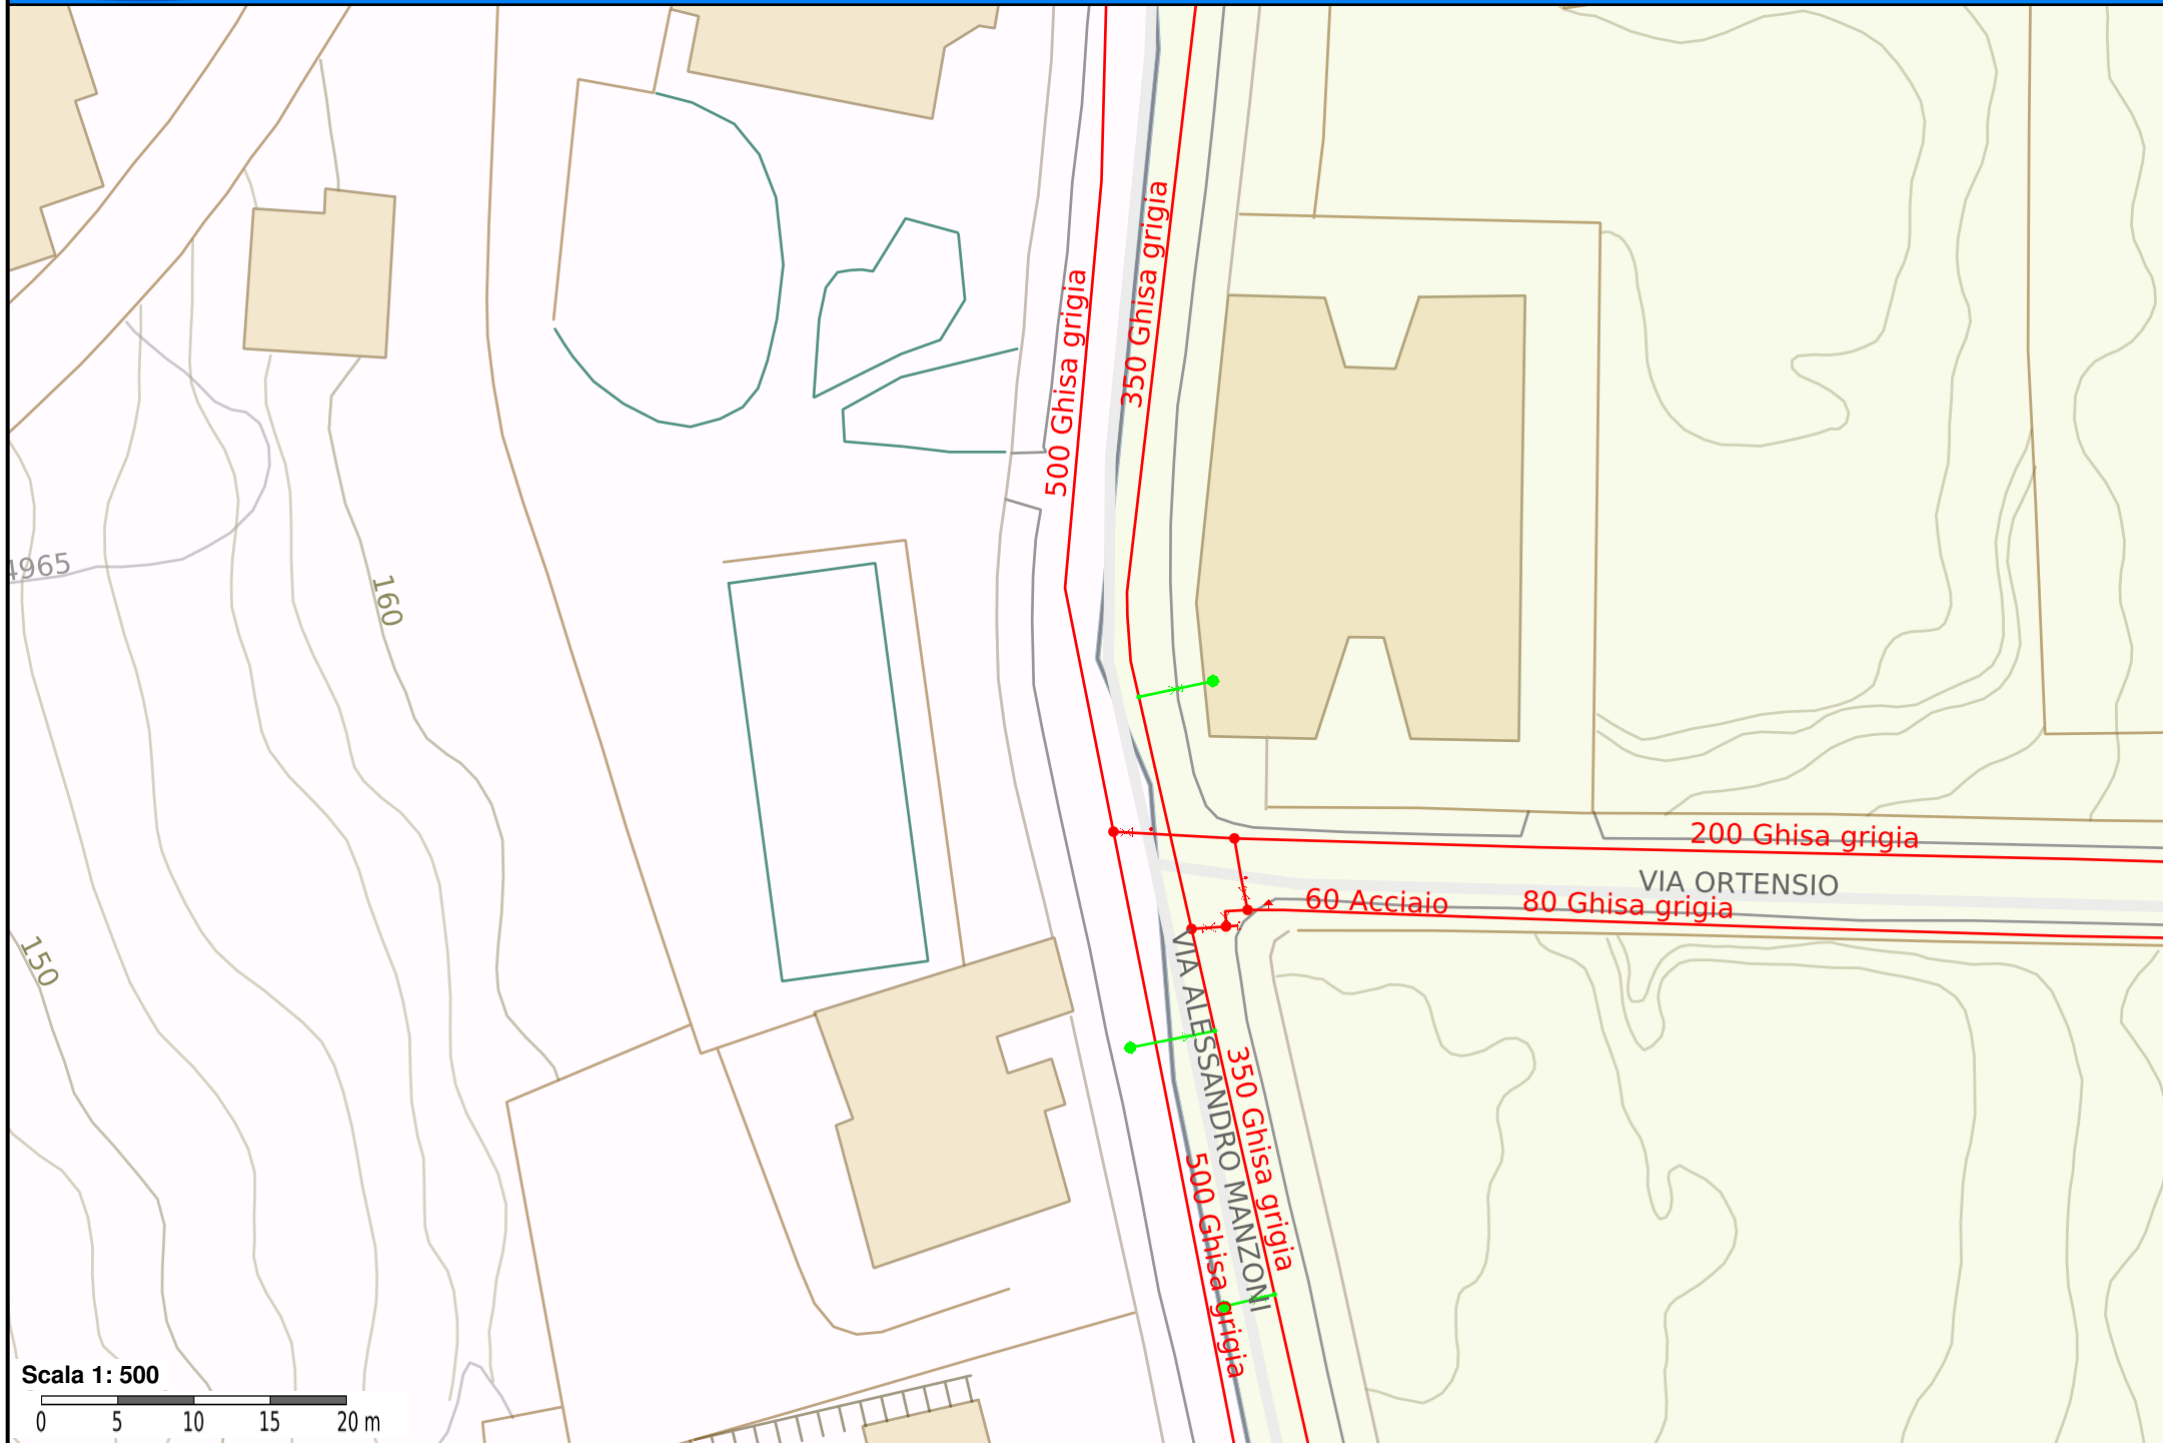 500 Ghisa grigia
350 Ghisa grigia
4965
160
200 Ghisa grigia
VIA ORTENSIO
60 Acciaio
80 Ghisa grigia
150
VIA ALESSANDRO MANZONI
350 Ghisa grigia
500 Ghisa grigia
Scala 1: 500
0 5 10 15 20 m